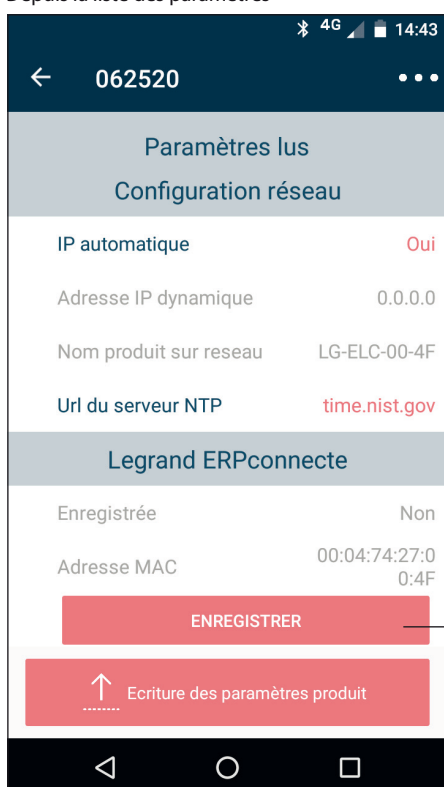 Depuis la liste des paramètres
4G 14:43
062520
Paramètres lus
Configuration réseau
IP automatique Oui
Adresse IP dynamique 0.0.0.0
Nom produit sur reseau LG-ELC-00-4F
Url du serveur NTP time.nist.gov
Legrand ERPconnecte
Enregistrée Non
Adresse MAC 00:04:74:27:0
0:4F
ENREGISTRER
Ecriture des paramètres produit